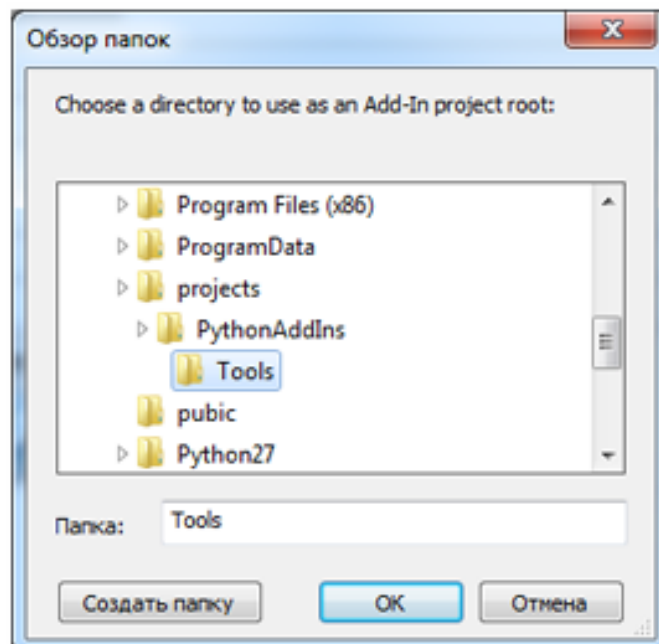 Обзор папок
Choose a directory to use as an Add-In project root:
Program Files (x86)
ProgramData
projects
PythonAddIns
Tools
pubic
Python27
Папка:	Tools
Создать папку	OK	Отмена